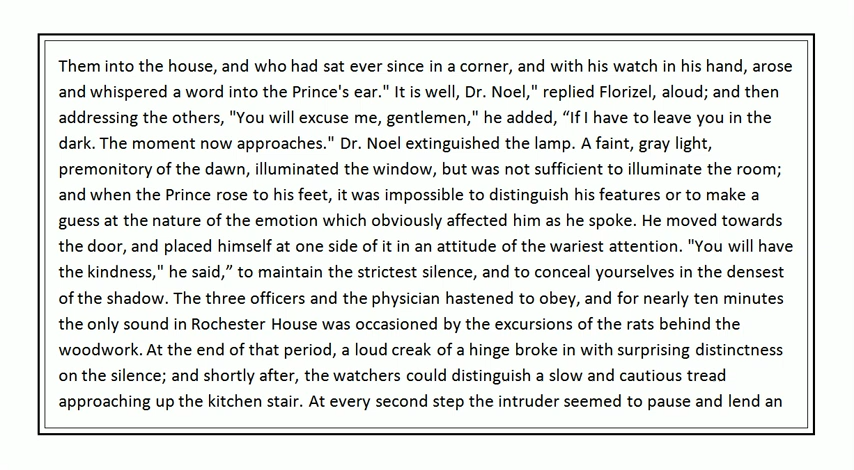 Them into the house, and who had sat ever since in a corner, and with his watch in his hand, arose
and whispered a word into the Prince's ear." It is well, Dr. Noel," replied Florizel, aloud; and then
addressing the others, "You will excuse me, gentlemen," he added, “If I have to leave you in the
dark. The moment now approaches." Dr. Noel extinguished the lamp. A faint, gray light,
premonitory of the dawn, illuminated the window, but was not sufficient to illuminate the room;
and when the Prince rose to his feet, it was impossible to distinguish his features or to make a
guess at the nature of the emotion which obviously affected him as he spoke. He moved towards
the door, and placed himself at one side of it in an attitude of the wariest attention. "You will have
the kindness," he said,” to maintain the strictest silence, and to conceal yourselves in the densest
of the shadow. The three officers and the physician hastened to obey, and for nearly ten minutes
the only sound in Rochester House was occasioned by the excursions of the rats behind the
woodwork. At the end of that period, a loud creak of a hinge broke in with surprising distinctness
on the silence; and shortly after, the watchers could distinguish a slow and cautious tread
approaching up the kitchen stair. At every second step the intruder seemed to pause and lend an